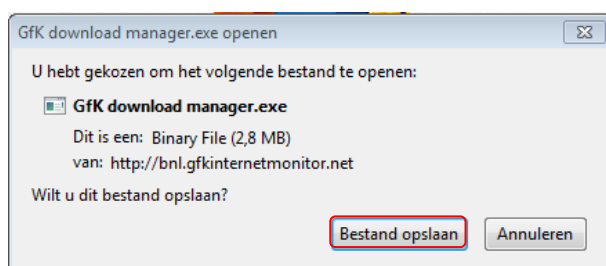 GfK download manager.exe openen
U hebt gekozen om het volgende bestand te openen:
GfK download manager.exe
Dit is een: Binary File (2,8 MB)
van: http://bnl.gfkinternetmonitor.net
Wilt u dit bestand opslaan?
Bestand opslaan Annuleren